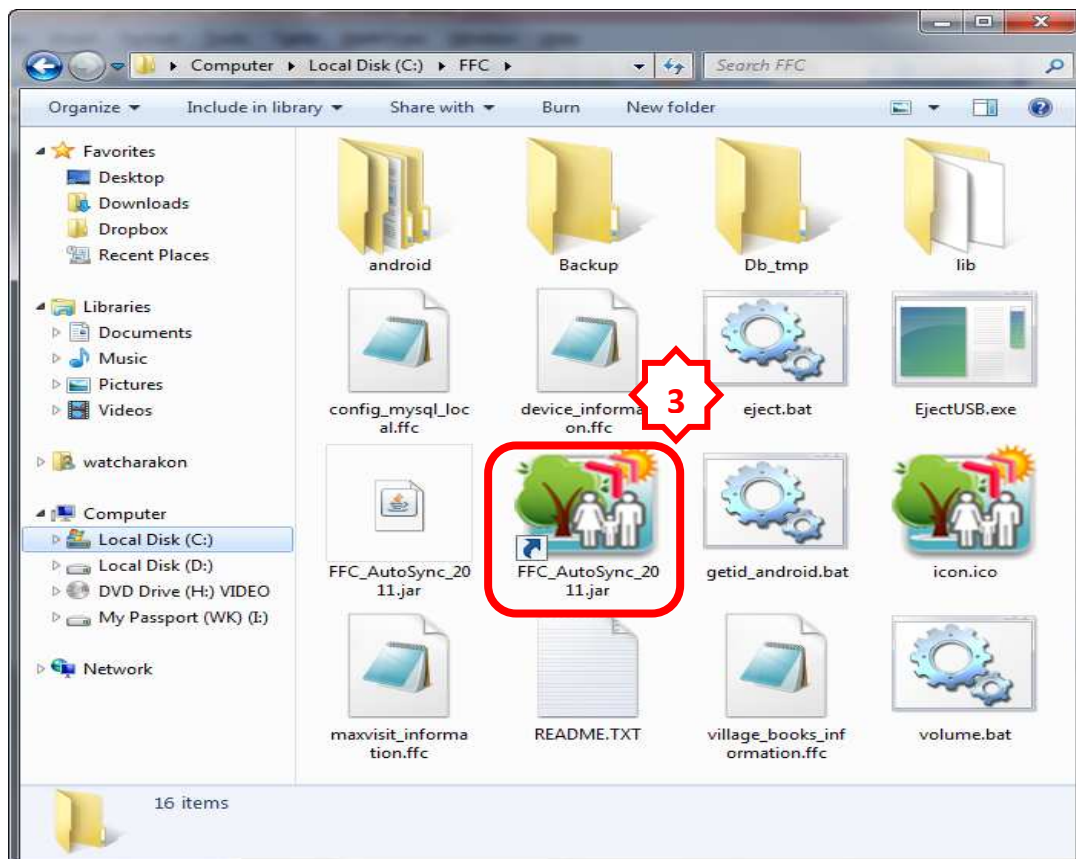 Computer Local Disk (C:) FFC
Search FFC
Organize Include in library Share with Burn New folder
Favorites
Desktop
Downloads
Dropbox
Recent Places
Libraries
Documents
Music
Pictures
Videos
watcharakon
Computer
Local Disk (C:)
Local Disk (D:)
DVD Drive (H:) VIDEO
My Passport (WK) (I:)
Network
android
Backup
Db_tmp
lib
config_mysql_loc
al.ffc
device_informa
on.ffc
3
eject.bat
EjectUSB.exe
FFC_AutoSync_20
11.jar
FFC_AutoSync_20
11.jar
getid_android.bat
icon.ico
maxvisit_informa
tion.ffc
README.TXT
village_books_inf
ormation.ffc
volume.bat
16 items